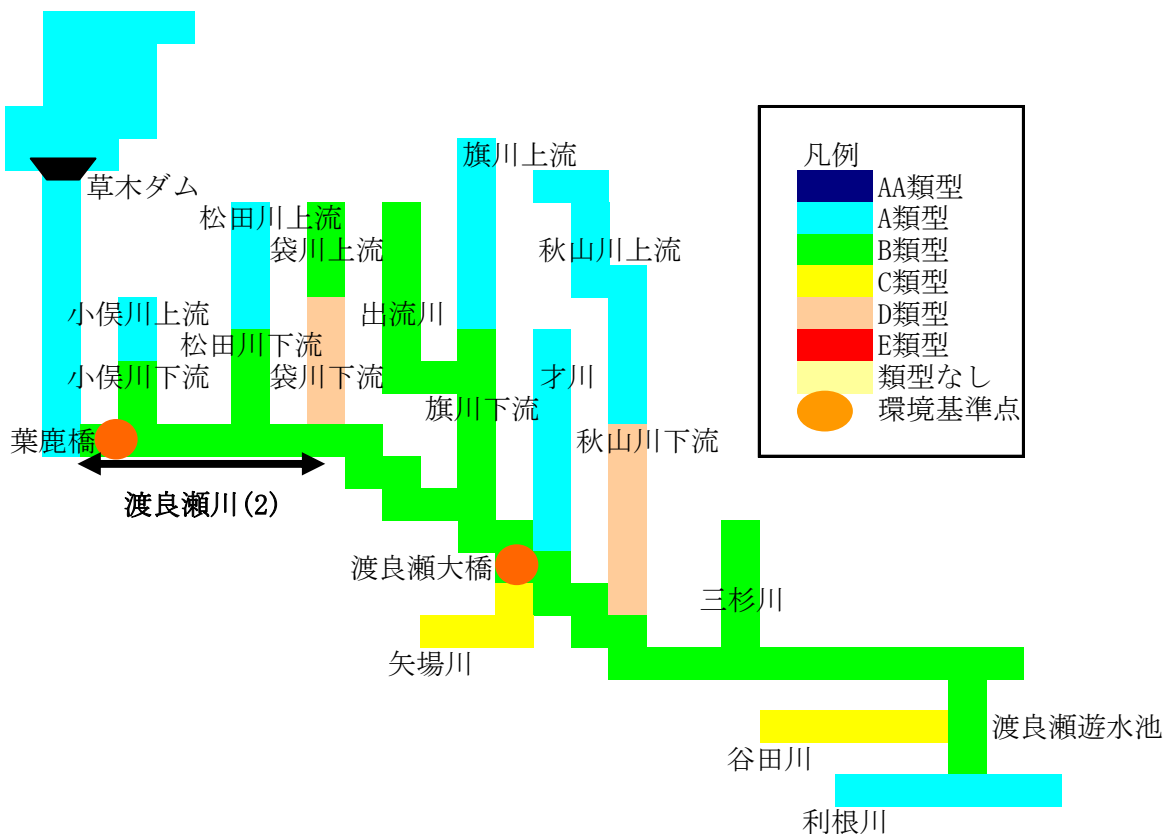 草木ダム
旗川上流
松田川上流
袋川上流
秋山川上流
小俣川上流
出流川
松田川下流
小俣川下流
袋川下流
才川
旗川下流
秋山川下流
葉鹿橋
渡良瀬川(2)
渡良瀬大橋
三杉川
矢場川
渡良瀬遊水池
谷田川
利根川
凡例
AA類型
A類型
B類型
C類型
D類型
E類型
類型なし
環境基準点